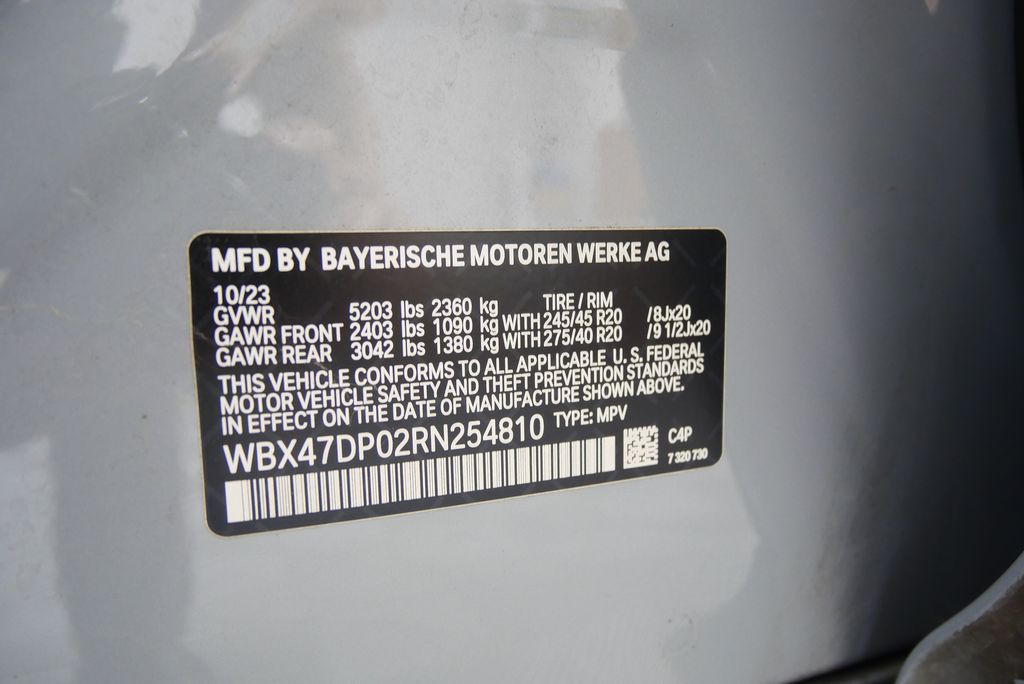 MFD BY BAYERISCHE MOTOREN WERKE AG
10/23 TIRE / RIM
GVWR 5203 lbs 2360 kg
GAWR FRONT 2403 lbs 1090 kg WITH 245/45 R20 /8Jx20
GAWR REAR 3042 lbs 1380 kg WITH 275/40 R20 /9 1/2Jx20
THIS VEHICLE CONFORMS TO ALL APPLICABLE U. S. FEDERAL
MOTOR VEHICLE SAFETY AND THEFT PREVENTION STANDARDS
IN EFFECT ON THE DATE OF MANUFACTURE SHOWN ABOVE.
WBX47DP02RN254810 TYPE: MPV
C4P
7 320 730